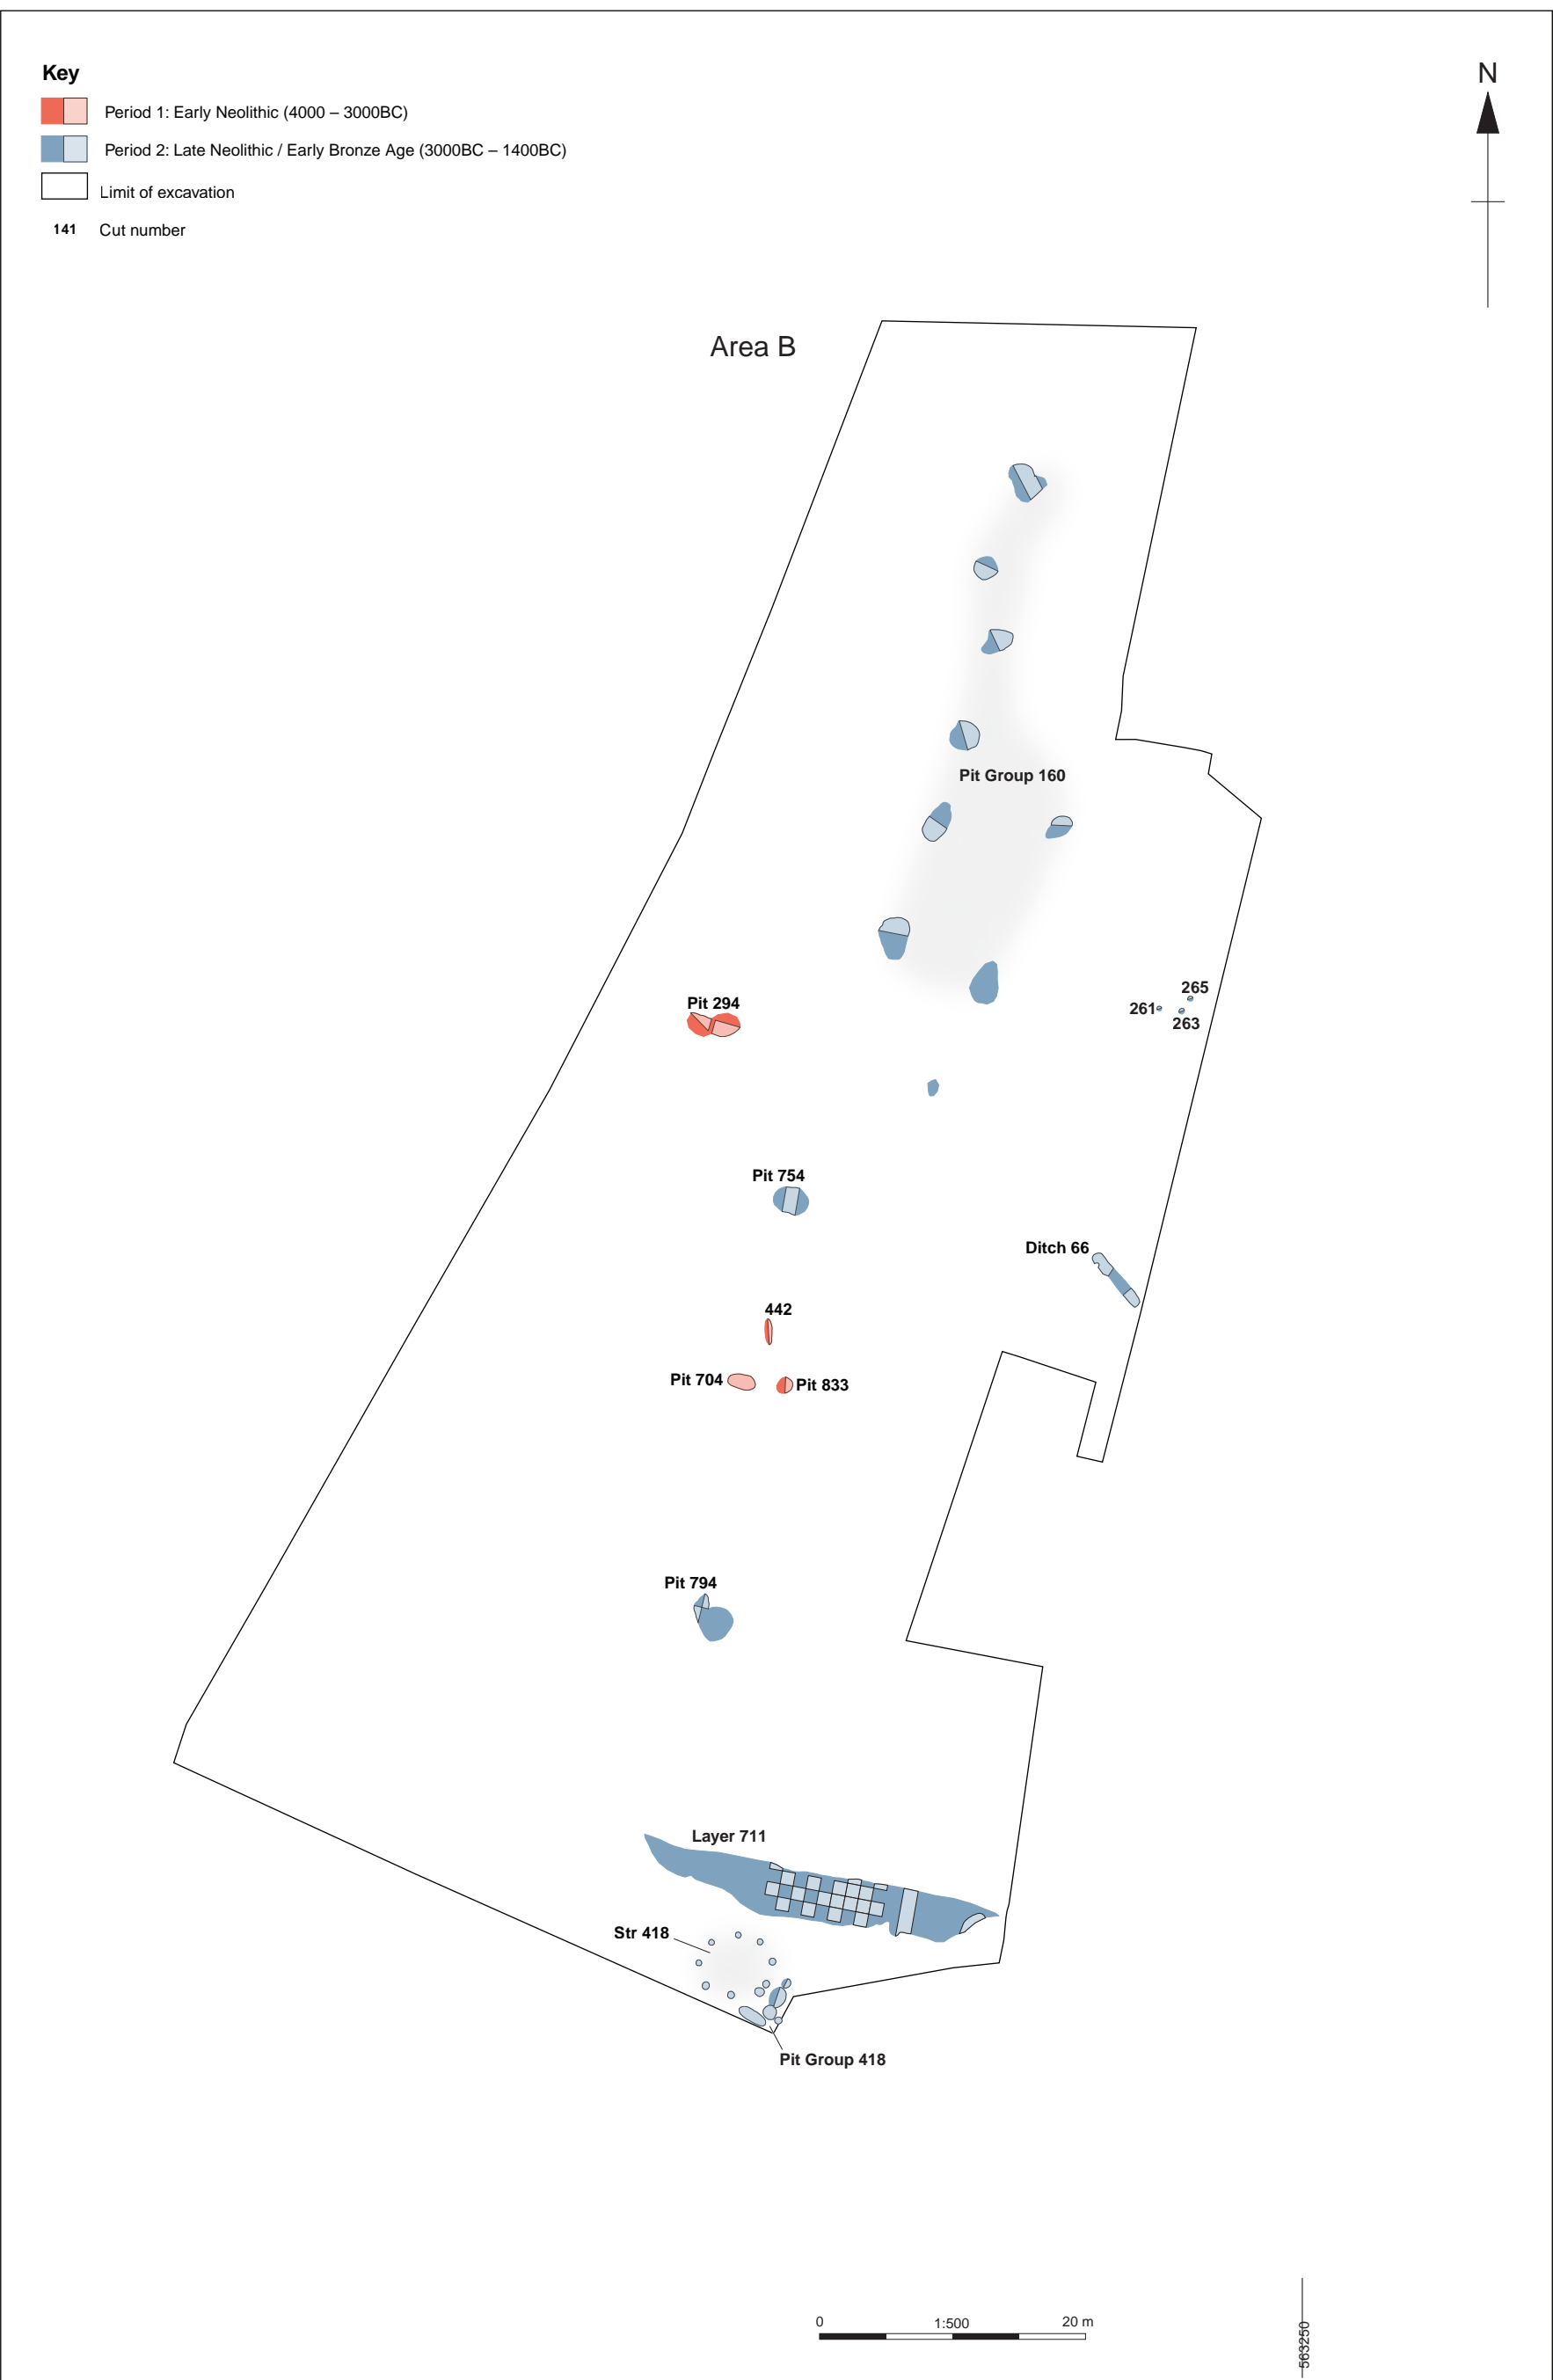 Key
N
Period 1: Early Neolithic (4000 – 3000BC)
Period 2: Late Neolithic / Early Bronze Age (3000BC – 1400BC)
Limit of excavation
141 Cut number
Area B
Pit Group 160
265
Pit 294
261
263
Pit 754
Ditch 66
442
Pit 704
Pit 833
Pit 794
Layer 711
Str 418
Pit Group 418
0 1:500 20 m
563250